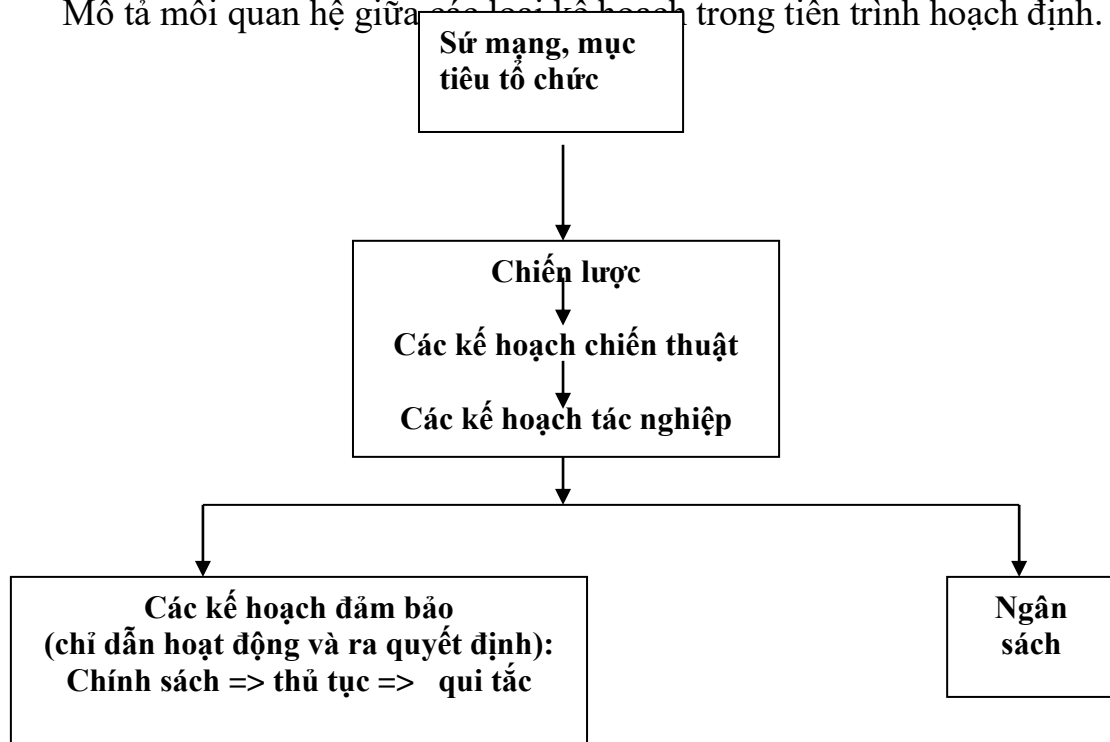 Mô tả mối quan hệ giữa các loại kế hoạch trong tiến trình hoạch định.
Sứ mạng, mục
tiêu tổ chức
Chiến lược
Các kế hoạch chiến thuật
Các kế hoạch tác nghiệp
Các kế hoạch đảm bảo
(chỉ dẫn hoạt động và ra quyết định):
Chính sách => thủ tục => qui tắc
Ngân
sách